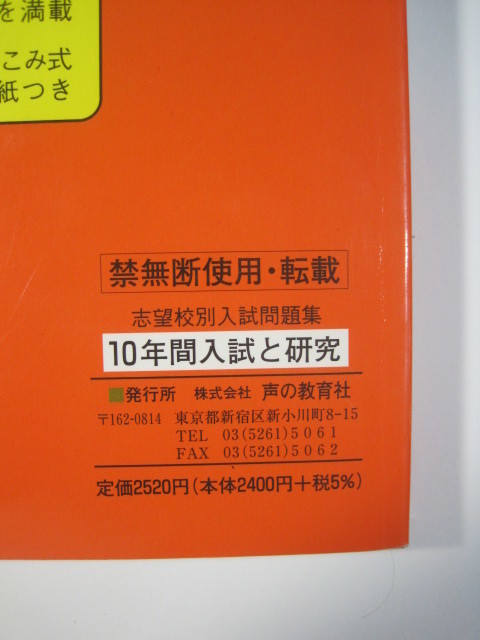 を満載
こみ式
紙つき
禁無断使用・転載
志望校別入試問題集
10年間入試と研究
■発行所 株式会社 声の教育社
〒162-0814 東京都新宿区新小川町8-15
TEL 03(5261)5061
FAX 03(5261)5062
定価2520円(本体2400円+税5%)